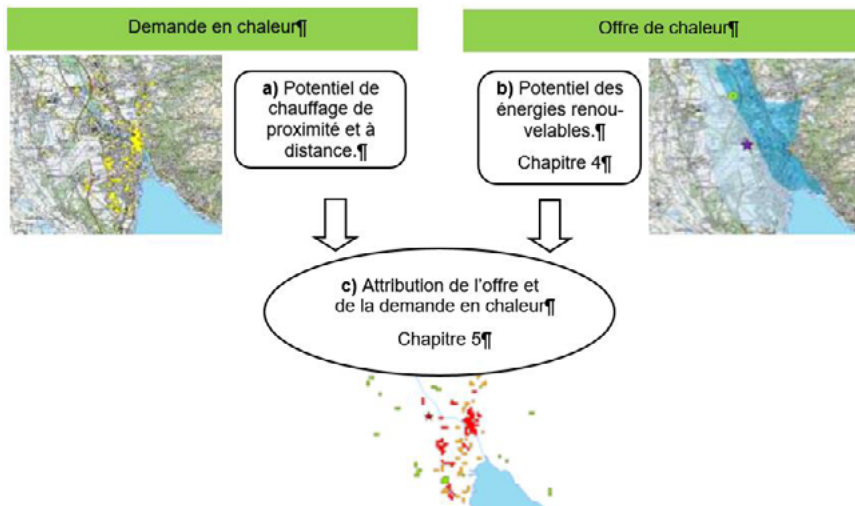 Demande en chaleur¶
Offre de chaleur¶
a) Potentiel de
chauffage de
proximité et à
distance.¶
b) Potentiel des
énergies renou-
velables.¶
Chapitre 4¶
c) Attribution de l'offre et
de la demande en chaleur¶
Chapitre 5¶